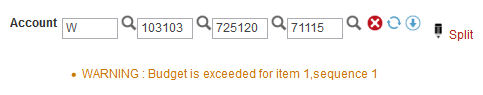 Account W 103103 725120 71115 Split
WARNING : Budget is exceeded for item 1,sequence 1